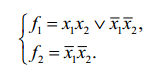 f₁ = x₁x₂ ∨ x̄₁x̄₂,
f₂ = x̄₁x̄₂.